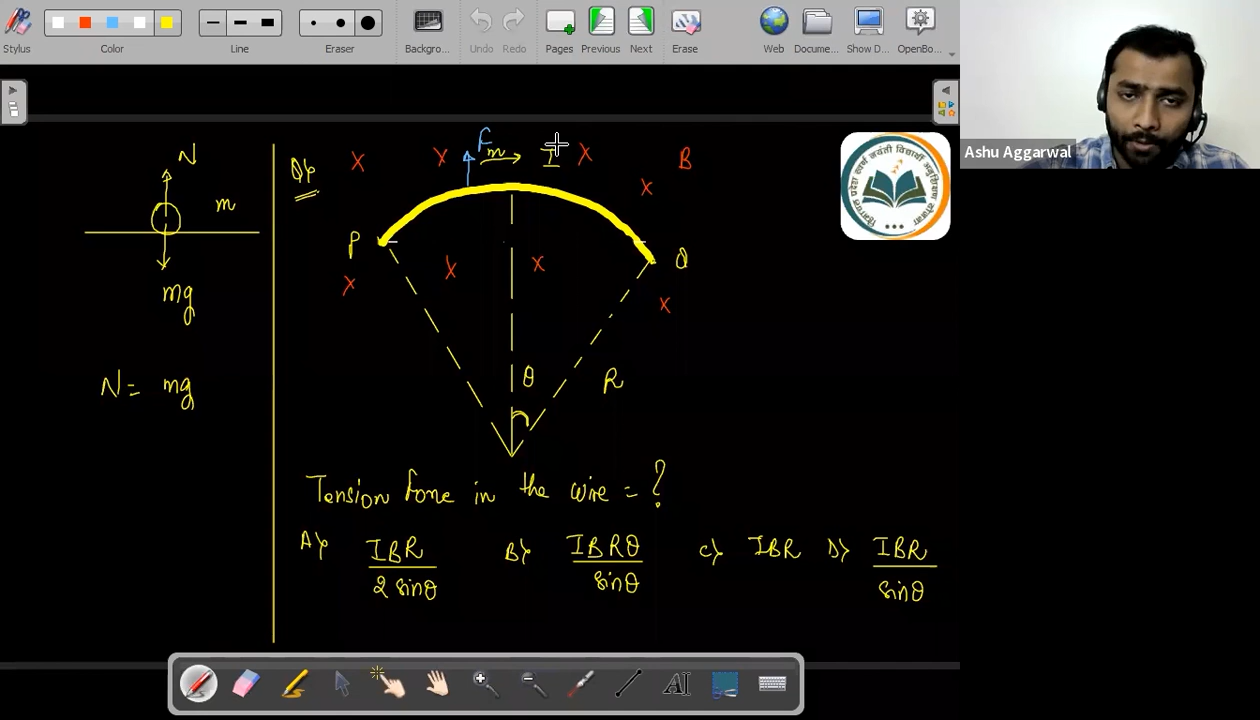 Stylus
Color
Line
Eraser
Backgro...
Undo
Redo
Pages
Previous
Next
Erase
Web
Docume...
Show D...
OpenBo...
Ashu Aggarwal
N
m
mg
N = mg
Q
X X Fm → I X B
X
P Q
X X X X
θ R
Tension Force in the wire = ?
A) IBR / 2 sinθ B) IBRθ / sinθ C) IBR D) IBR / sinθ
AI